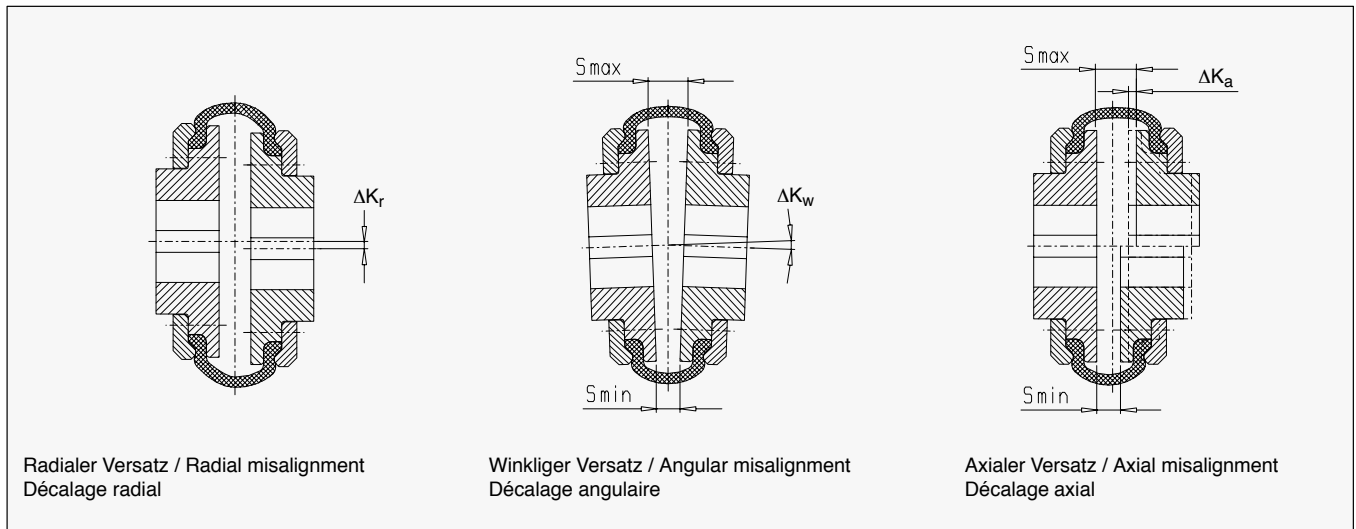 ΔKr
Smax
ΔKw
Smin
Smax
ΔKa
Smin
Radialer Versatz / Radial misalignment
Décalage radial
Winkliger Versatz / Angular misalignment
Décalage angulaire
Axialer Versatz / Axial misalignment
Décalage axial